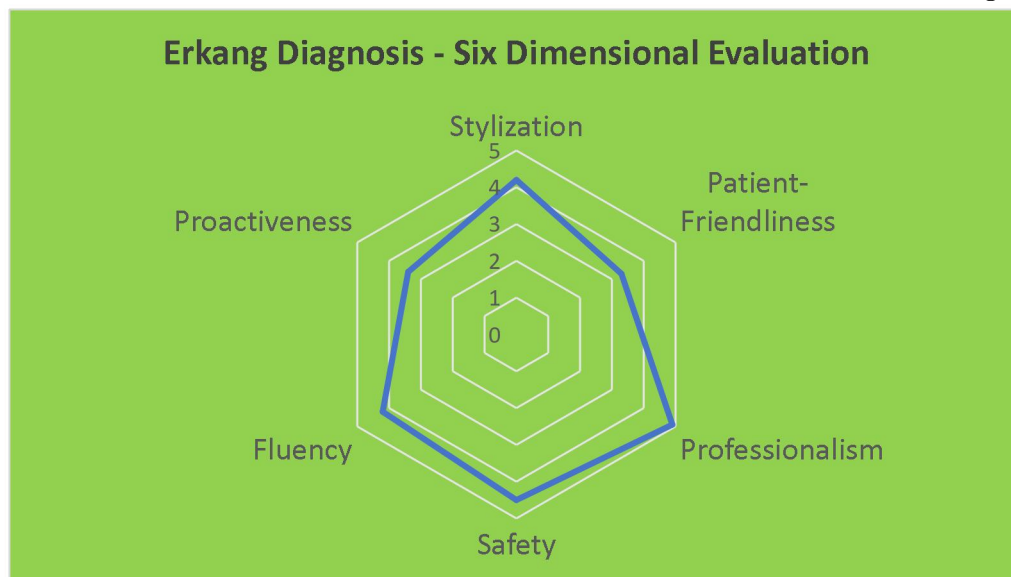 Erkang Diagnosis - Six Dimensional Evaluation
Stylization
5
4
3
2
1
0
Patient-
Friendliness
Proactiveness
Fluency
Professionalism
Safety